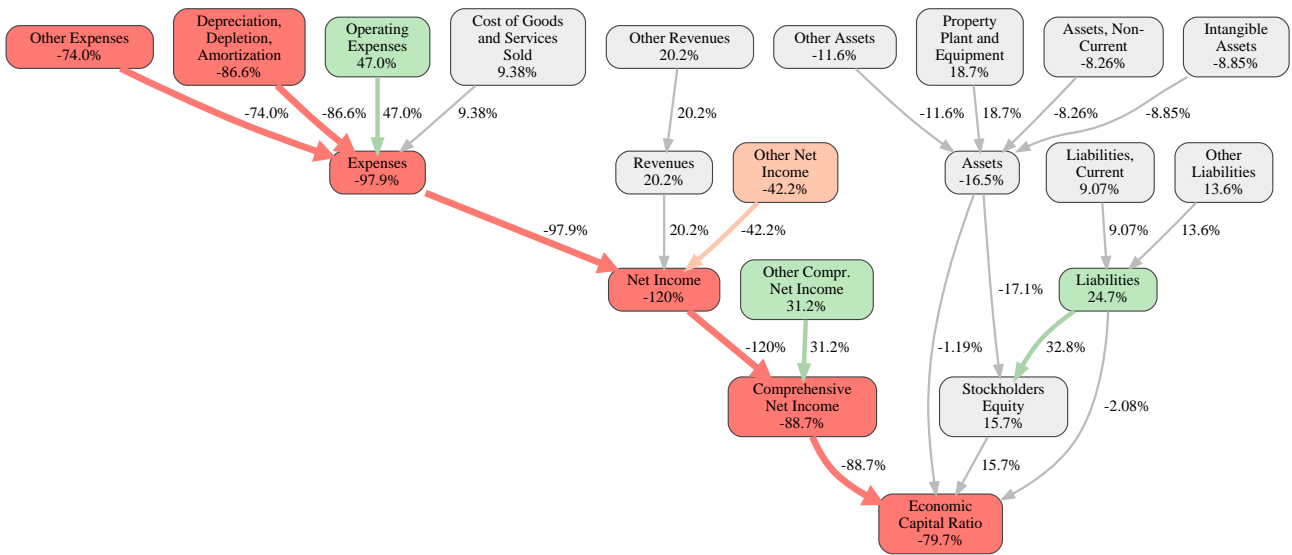 Other Expenses
-74.0%
Depreciation,
Depletion,
Amortization
-86.6%
Operating
Expenses
47.0%
Cost of Goods
and Services
Sold
9.38%
Other Revenues
20.2%
Other Assets
-11.6%
Property
Plant and
Equipment
18.7%
Assets, Non-
Current
-8.26%
Intangible
Assets
-8.85%
-74.0%
-86.6%
47.0%
9.38%
20.2%
-11.6%
18.7%
-8.26%
-8.85%
Expenses
-97.9%
Revenues
20.2%
Other Net
Income
-42.2%
Assets
-16.5%
Liabilities,
Current
9.07%
Other
Liabilities
13.6%
-97.9%
20.2%
-42.2%
9.07%
13.6%
Net Income
-120%
Other Compr.
Net Income
31.2%
-17.1%
Liabilities
24.7%
-120%
31.2%
-1.19%
32.8%
Comprehensive
Net Income
-88.7%
Stockholders
Equity
15.7%
-2.08%
-88.7%
15.7%
Economic
Capital Ratio
-79.7%